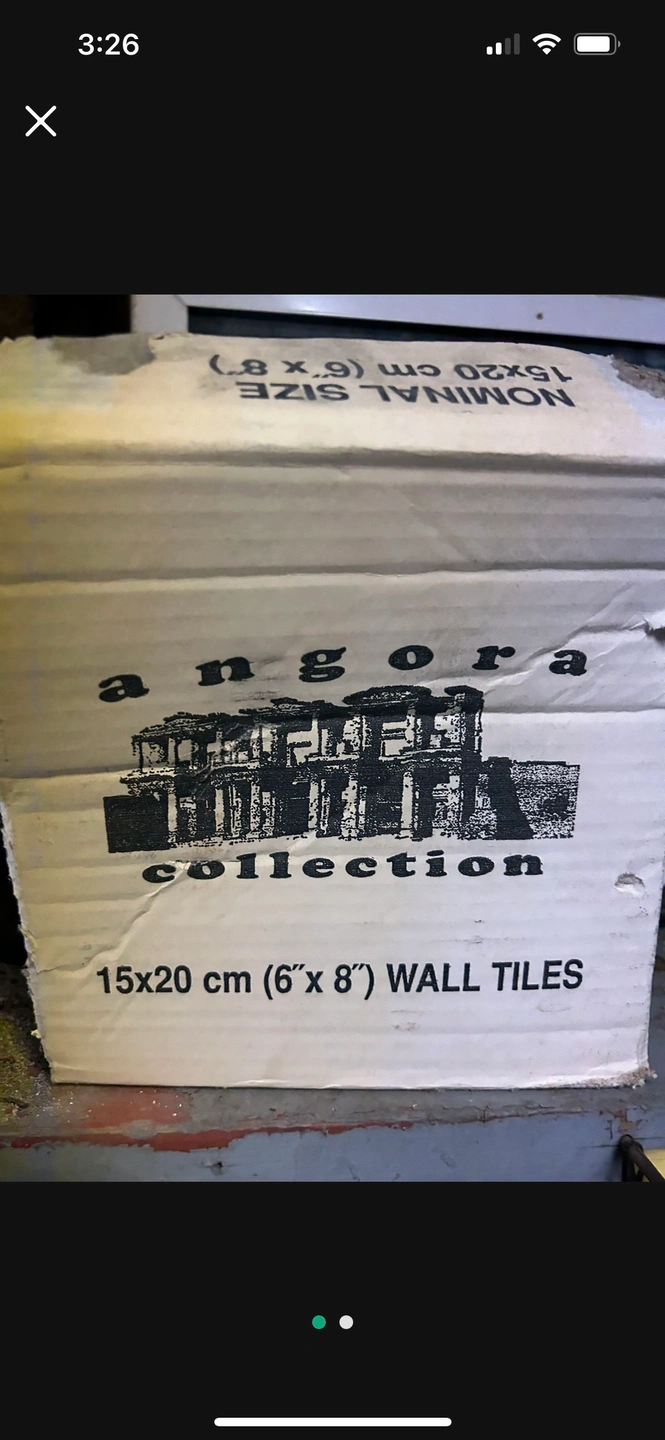 3:26
NOMINAL SIZE
15x20 cm (6˝x 8˝)
angora
collection
15x20 cm (6˝x 8˝) WALL TILES